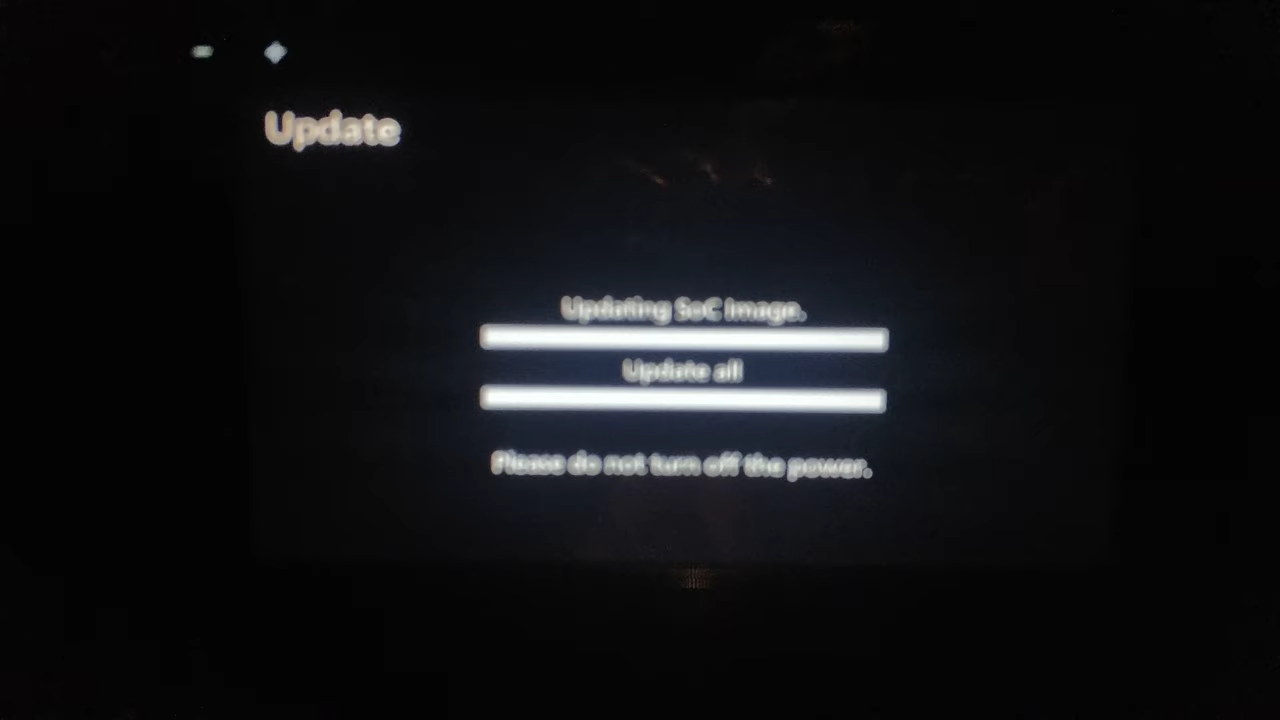 Update
Updating SoC Image.
Update all
Please do not turn off the power.